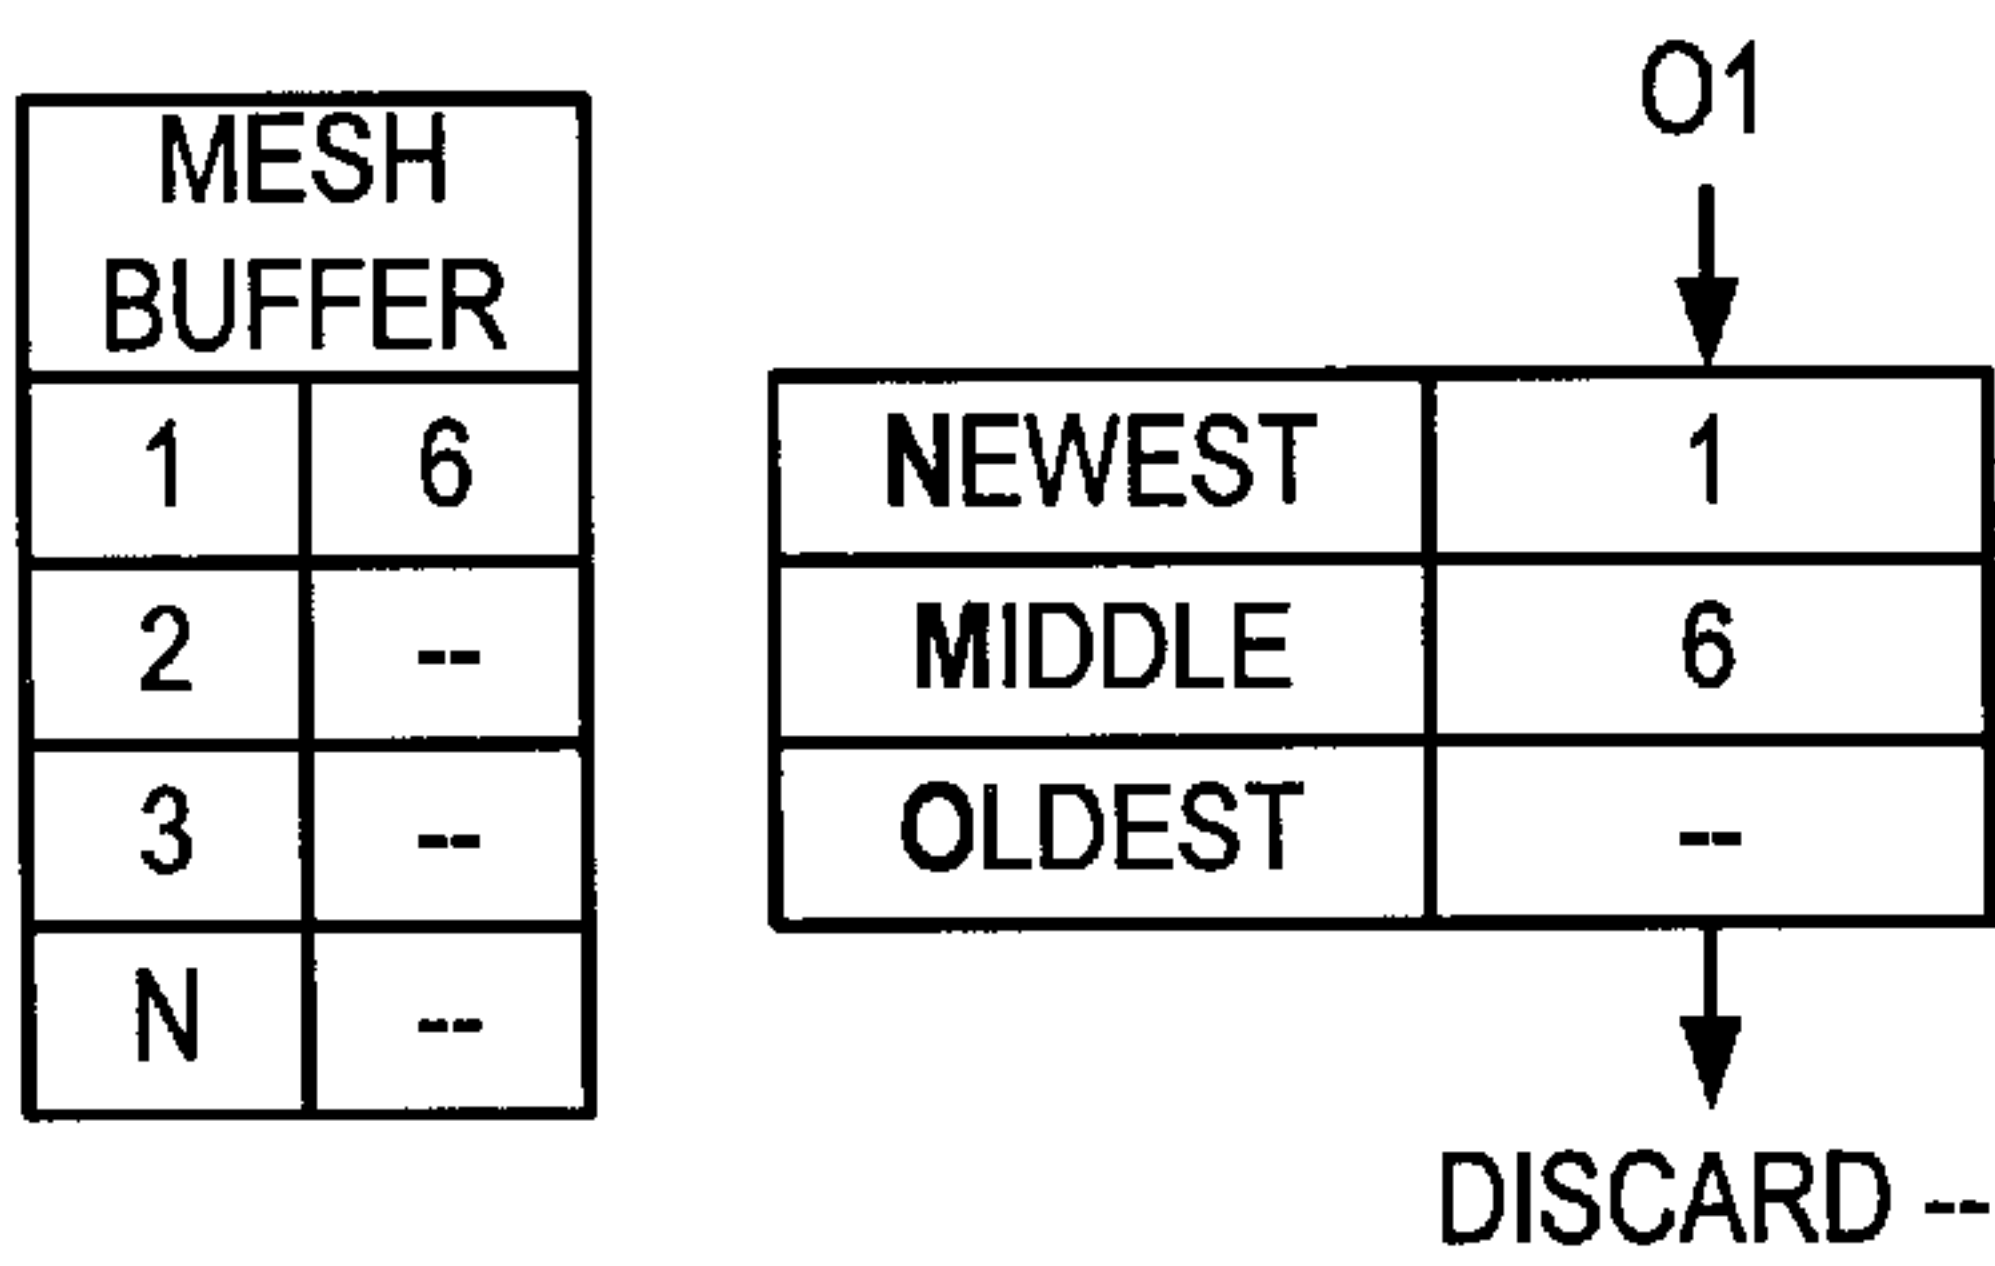 MESH
BUFFER
1 6
2 --
3 --
N --
O1
NEWEST 1
MIDDLE 6
OLDEST --
DISCARD --